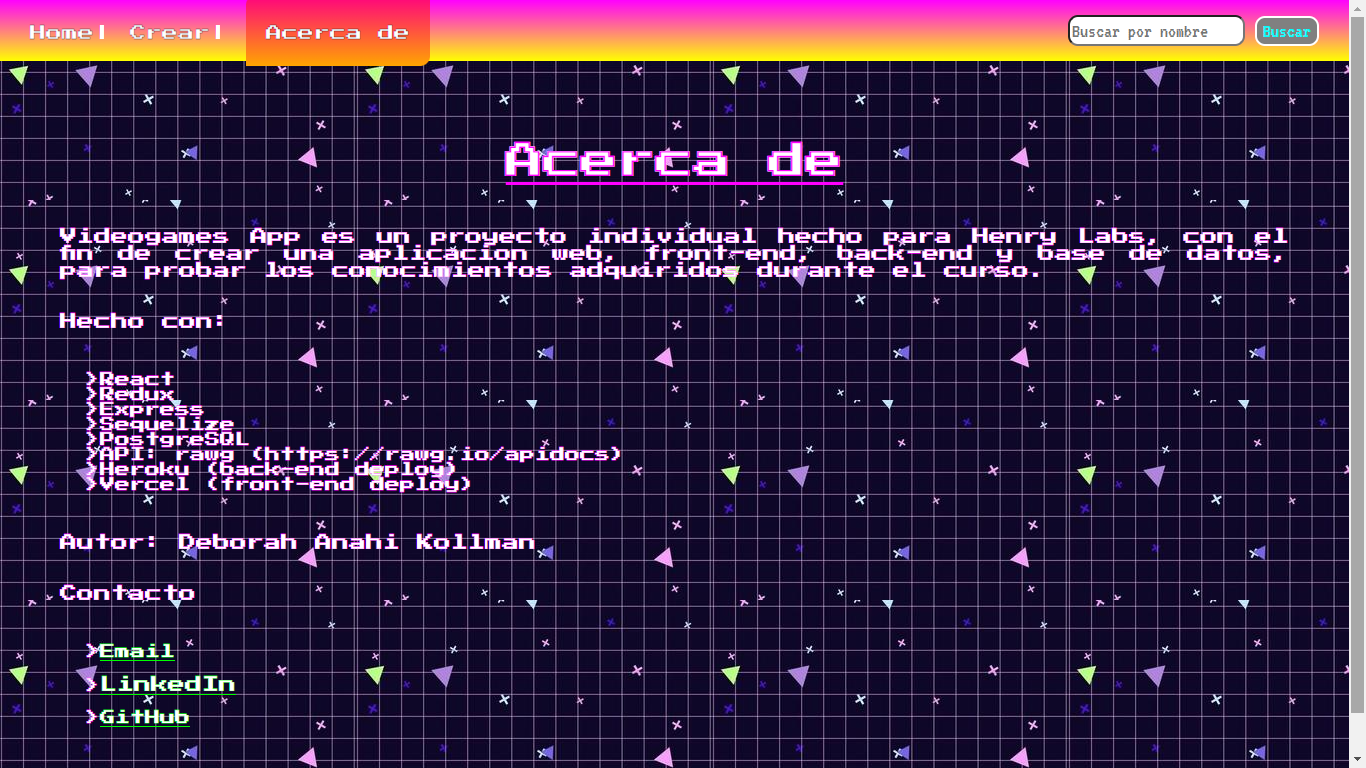 Home| Crear| Acerca de
Buscar por nombre Buscar
Acerca de
Videogames App es un proyecto individual hecho para Henry Labs, con el
fin de crear una aplicacion web, front-end, back-end y base de datos,
para probar los conocimientos adquiridos durante el curso.
Hecho con:
>React
>Redux
>Express
>Sequelize
>PostgreSQL
>API: rawg (https://rawg.io/apidocs)
>Heroku (back-end deploy)
>Vercel (front-end deploy)
Autor: Deborah Anahi Kollman
Contacto
>Email
>LinkedIn
>GitHub